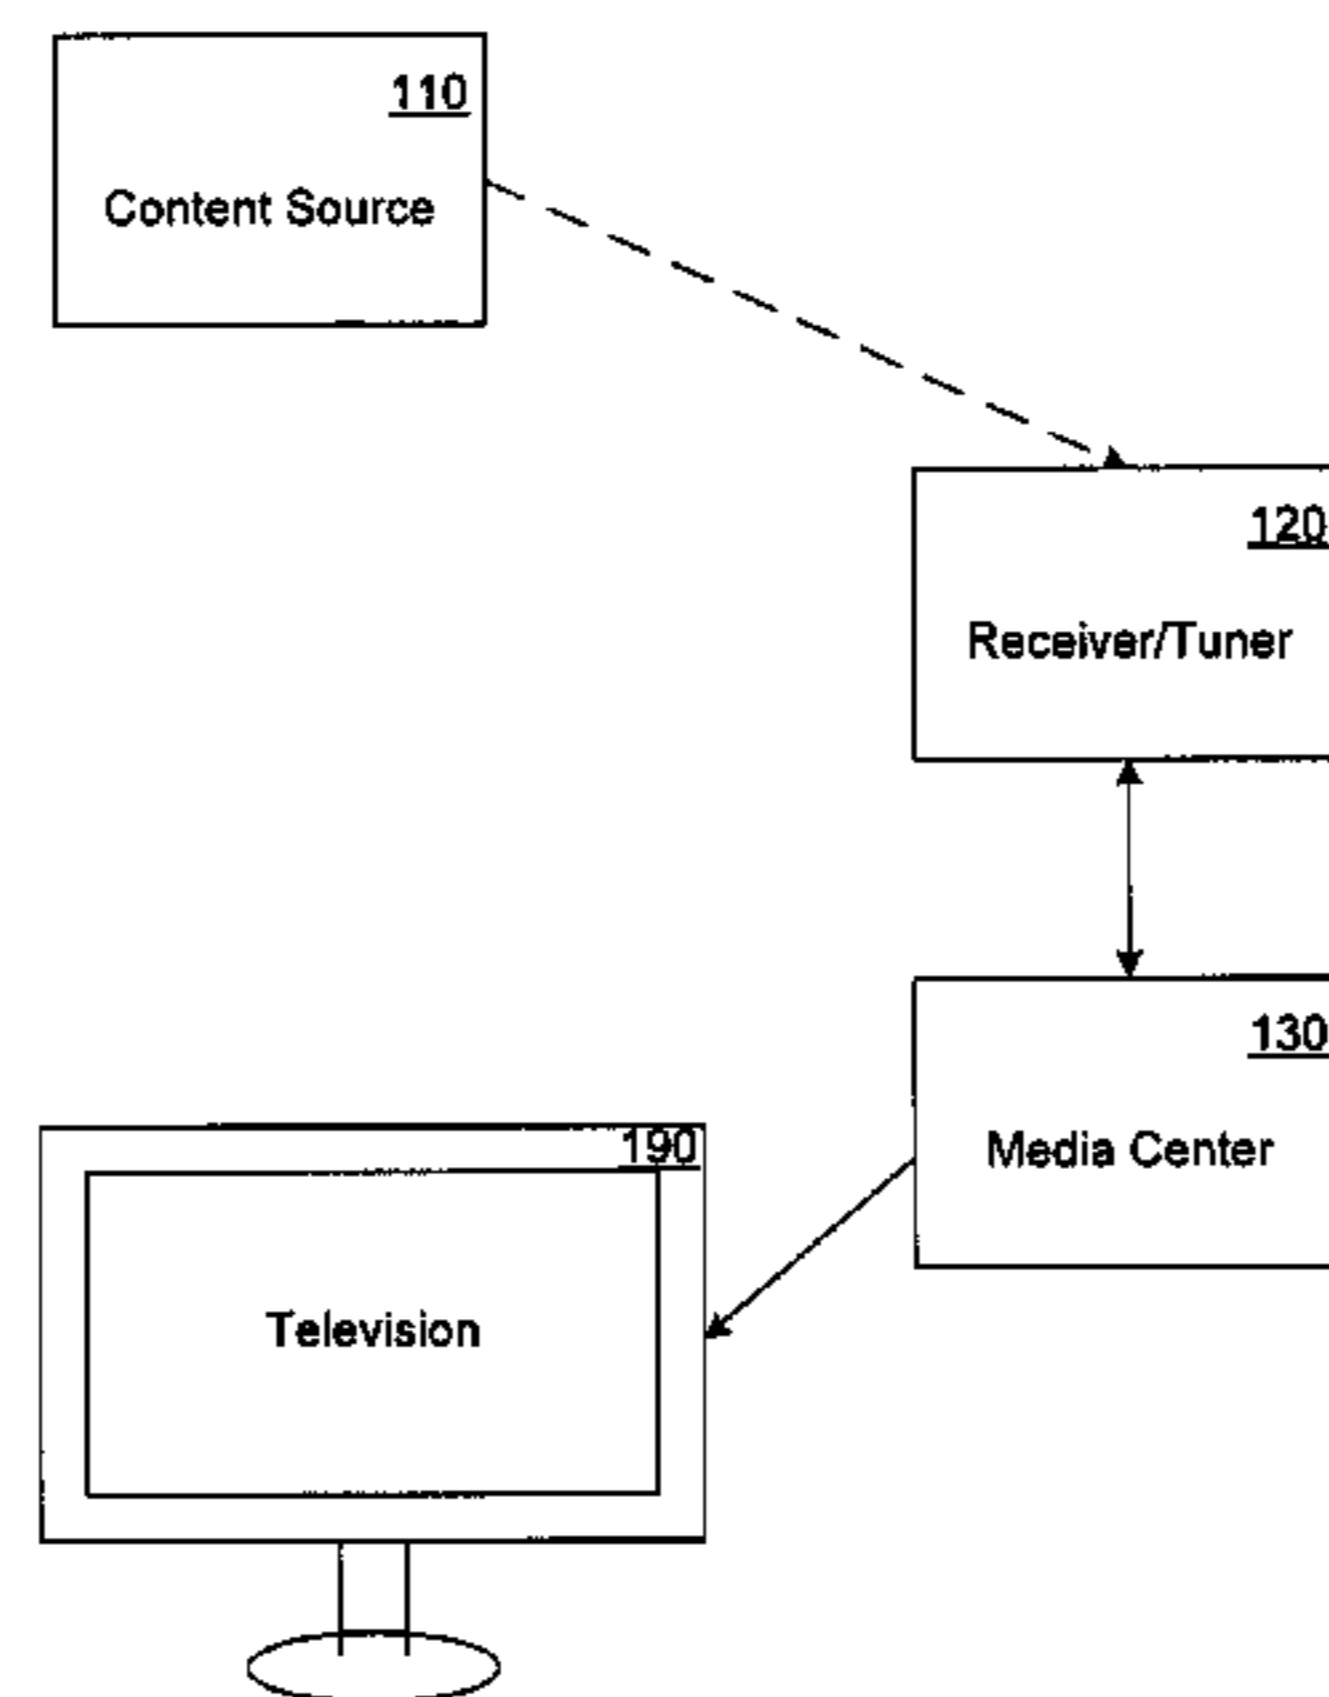 110
Content Source
120
Receiver/Tuner
130
Media Center
190
Television